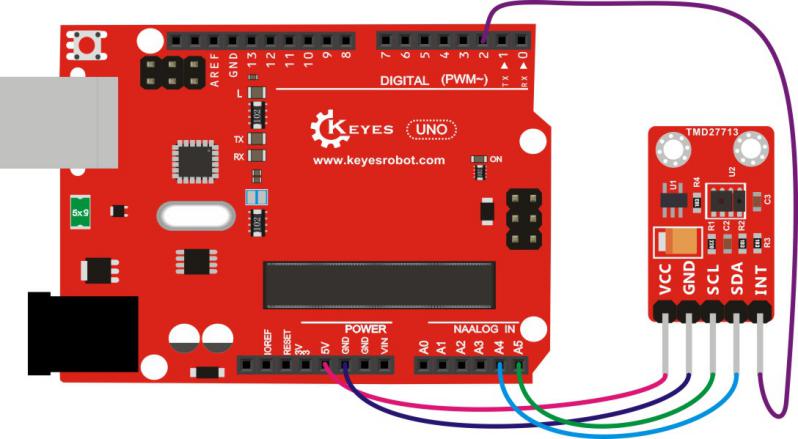 AREF
GND
13
12
11
10
9
8
7
6
5
4
3
2
1
0
TX
RX
DIGITAL (PWM~)
L
102
TX
RX
KEYES UNO
www.keyesrobot.com
ON
5x9
102
POWER
IOREF
RESET
3V3
5V
GND
GND
VIN
NAALOG IN
A0
A1
A2
A3
A4
A5
TMD27713
U1
R4
U2
C3
R1
C2
R2
R3
VCC
GND
SCL
SDA
INT